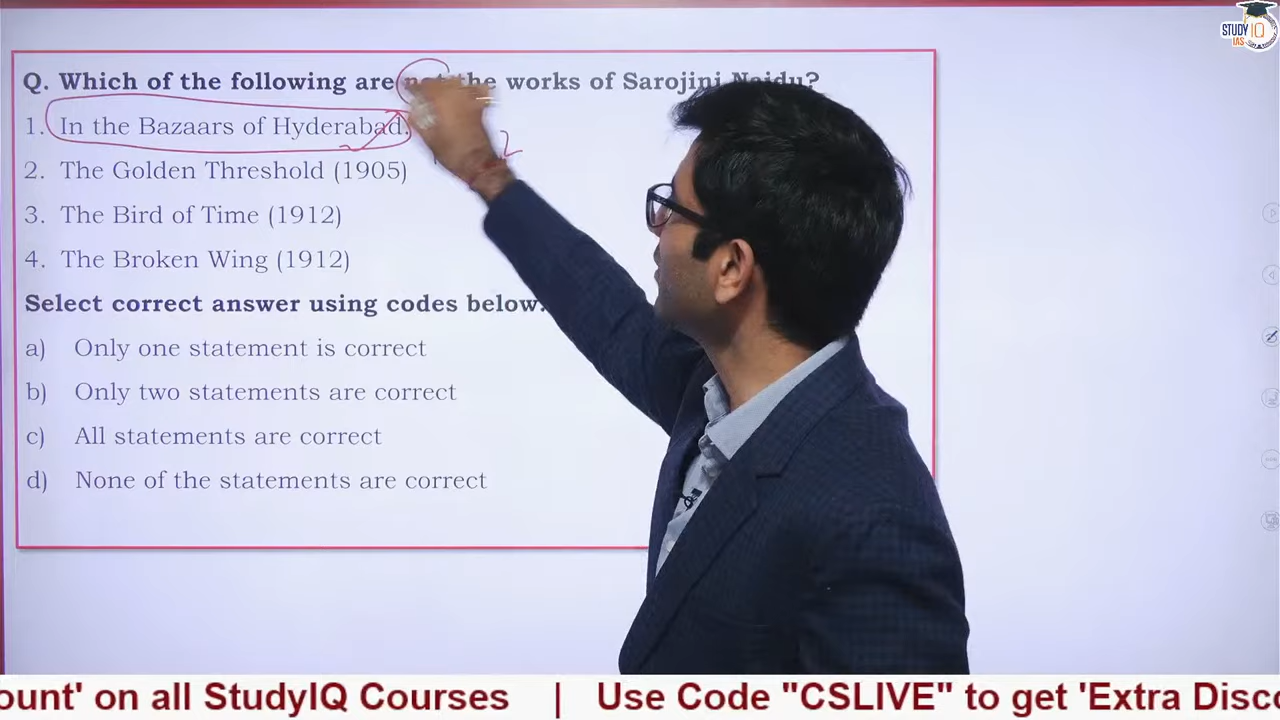 STUDY IQ
IAS
Q. Which of the following are not the works of Sarojini Naidu?
1. In the Bazaars of Hyderabad.
2. The Golden Threshold (1905)
3. The Bird of Time (1912)
4. The Broken Wing (1912)
Select correct answer using codes below:
a) Only one statement is correct
b) Only two statements are correct
c) All statements are correct
d) None of the statements are correct
ount' on all StudyIQ Courses | Use Code "CSLIVE" to get 'Extra Disco